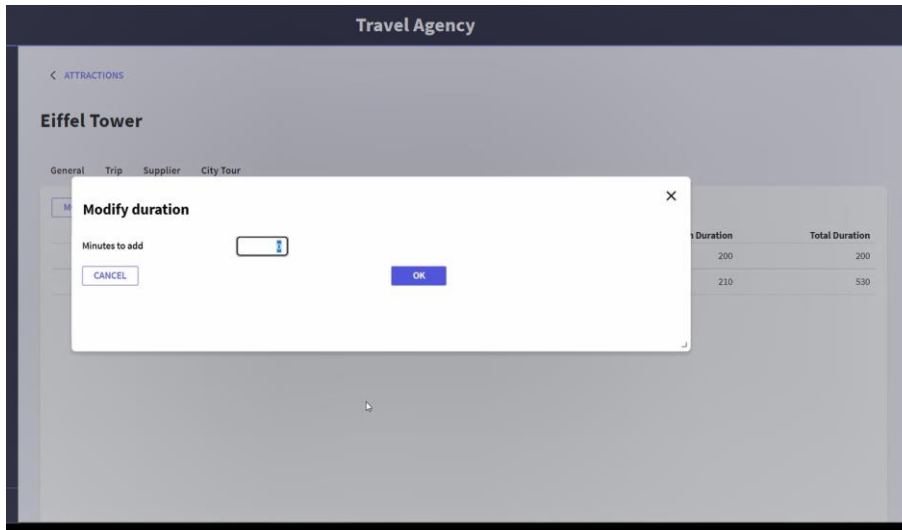 Travel Agency
< ATTRACTIONS
Eiffel Tower
General Trip Supplier City Tour
Modify duration
Duration Total Duration
Minutes to add 0
200 200
CANCEL OK
210 530